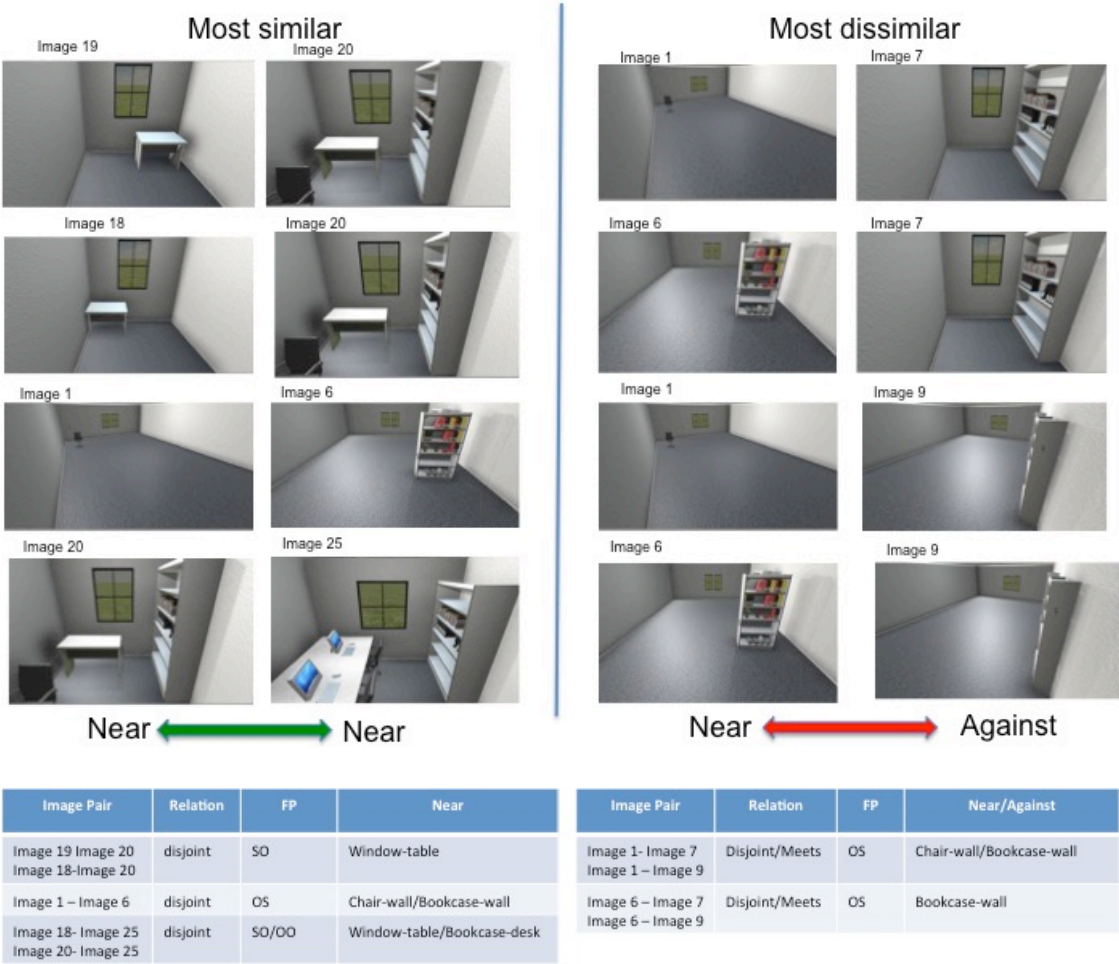 Most similar
Image 19
Image 20
Image 18
Image 20
Image 1
Image 6
Image 20
Image 25
Near
Near
Most dissimilar
Image 1
Image 7
Image 6
Image 7
Image 1
Image 9
Image 6
Image 9
Near
Against
Image Pair Relation FP Near
Image 19 Image 20 disjoint SO Window-table
Image 18-Image 20
Image 1 – Image 6 disjoint OS Chair-wall/Bookcase-wall
Image 18- Image 25 disjoint SO/OO Window-table/Bookcase-desk
Image 20- Image 25
Image Pair Relation FP Near/Against
Image 1- Image 7 Disjoint/Meets OS Chair-wall/Bookcase-wall
Image 1 – Image 9
Image 6 – Image 7 Disjoint/Meets OS Bookcase-wall
Image 6 – Image 9